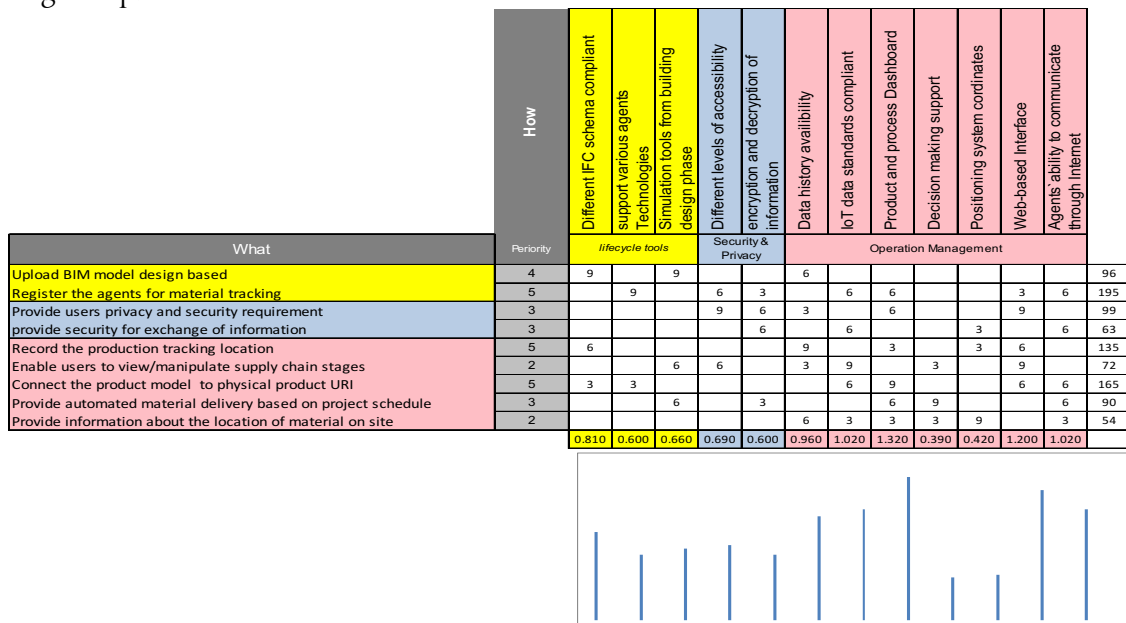 How
Different IFC schema compliant
support various agents
Technologies
Simulation tools from building
design phase
Different levels of accessibility
encryption and decryption of
information
Data history availibility
IoT data standards compliant
Product and process Dashboard
Decision making support
Positioning system cordinates
Web-based Interface
Agents' ability to communicate
through Internet
What Periority lifecycle tools Security & Privacy Operation Management
Upload BIM model design based 4 9 9 6 96
Register the agents for material tracking 5 9 6 3 6 6 3 6 195
Provide users privacy and security requirement 3 9 6 3 6 9 99
provide security for exchange of information 3 6 6 3 6 63
Record the production tracking location 5 6 9 3 3 6 135
Enable users to view/manipulate supply chain stages 2 6 6 3 9 3 9 72
Connect the product model to physical product URI 5 3 3 6 9 6 6 165
Provide automated material delivery based on project schedule 3 6 3 6 9 6 90
Provide information about the location of material on site 2 6 3 3 3 9 3 54
0.810 0.600 0.660 0.690 0.600 0.960 1.020 1.320 0.390 0.420 1.200 1.020